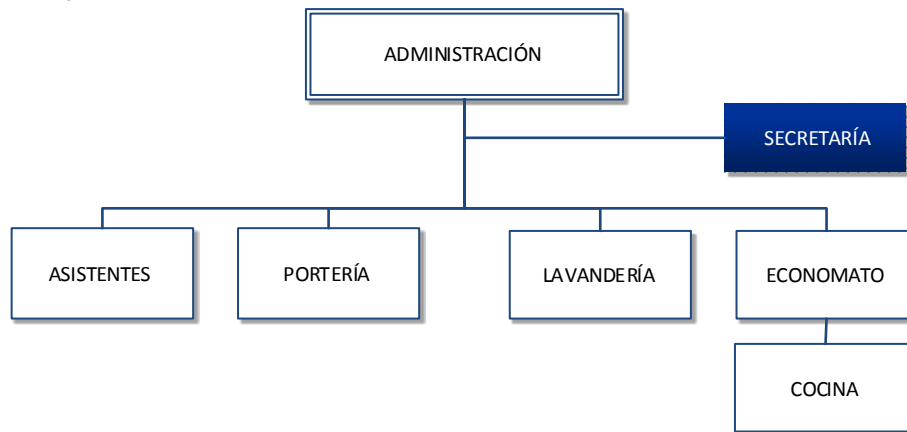 ADMINISTRACIÓN
SECRETARÍA
ASISTENTES
PORTERÍA
LAVANDERÍA
ECONOMATO
COCINA